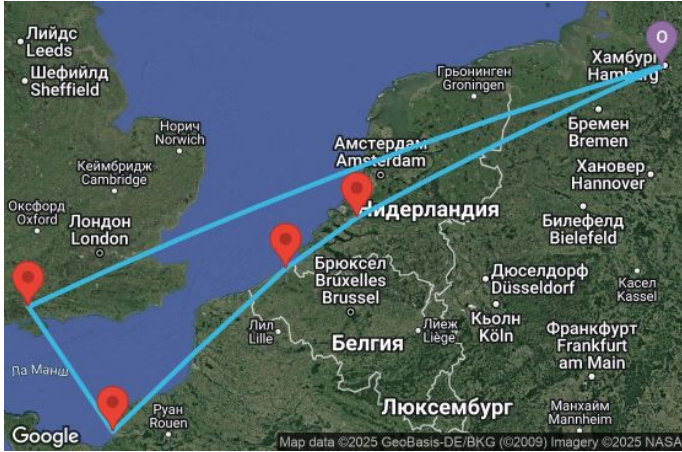 Лийдс
Leeds
Шефийлд
Sheffield
Норич
Norwich
Кеймбридж
Cambridge
Оксфорд
Oxford
Лондон
London
Ла Манш
Руан
Rouen
Лил
Lille
Брюксел
Bruxelles
Brussel
Белгия
Лиеж
Liège
Люксембург
Амстердам
Amsterdam
Нидерландия
Грьонинген
Groningen
O
Хамбург
Hamburg
Бремен
Bremen
Хановер
Hannover
Билефелд
Bielefeld
Дюселдорф
Düsseldorf
Касел
Kassel
Кьолн
Köln
Франкфурт
Frankfurt
am Main
Манхайм
Mannheim
Google
Map data ©2025 GeoBasis-DE/BKG (©2009) Imagery ©2025 NASA